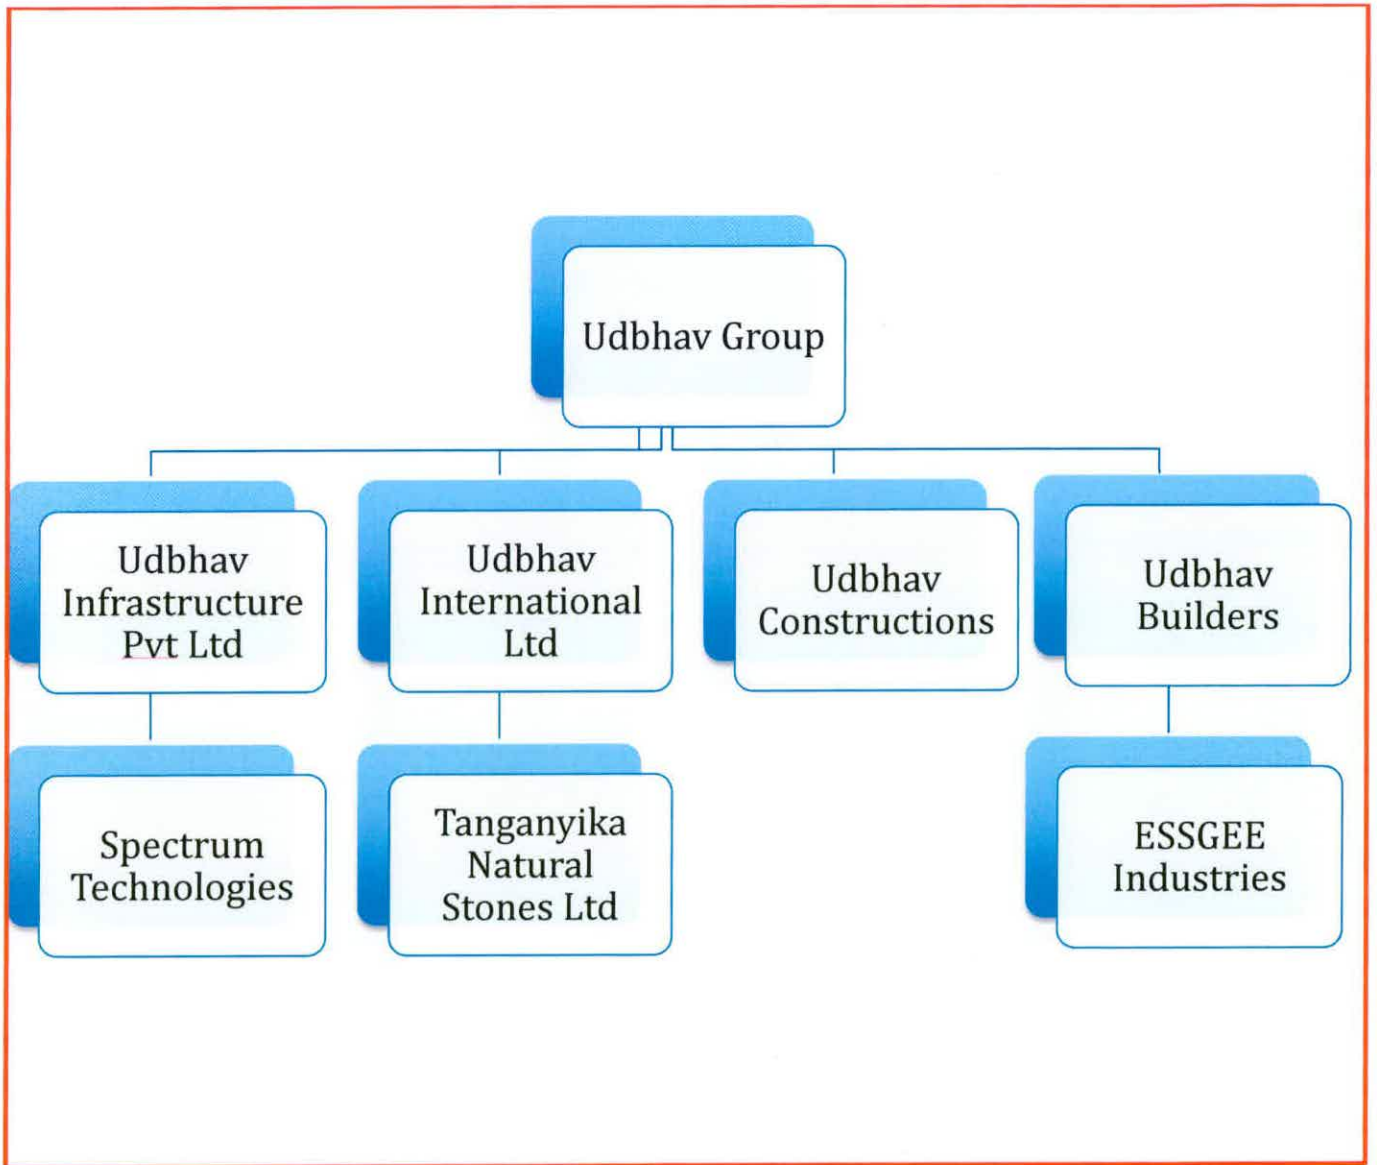 Udbhav Group
Udbhav
Infrastructure
Pvt Ltd
Udbhav
International
Ltd
Udbhav
Constructions
Udbhav
Builders
Spectrum
Technologies
Tanganyika
Natural
Stones Ltd
ESSGEE
Industries